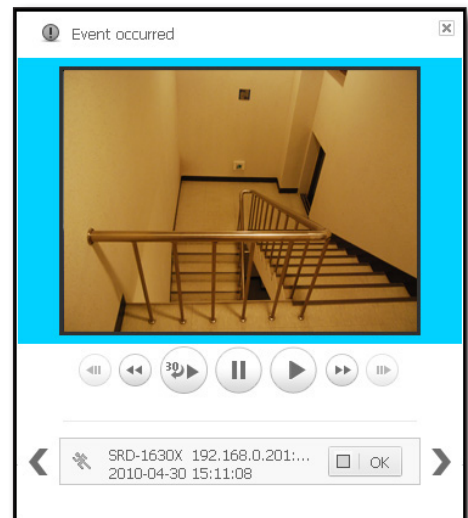 Event occurred
30
SRD-1630X 192.168.0.201:...
2010-04-30 15:11:08
OK